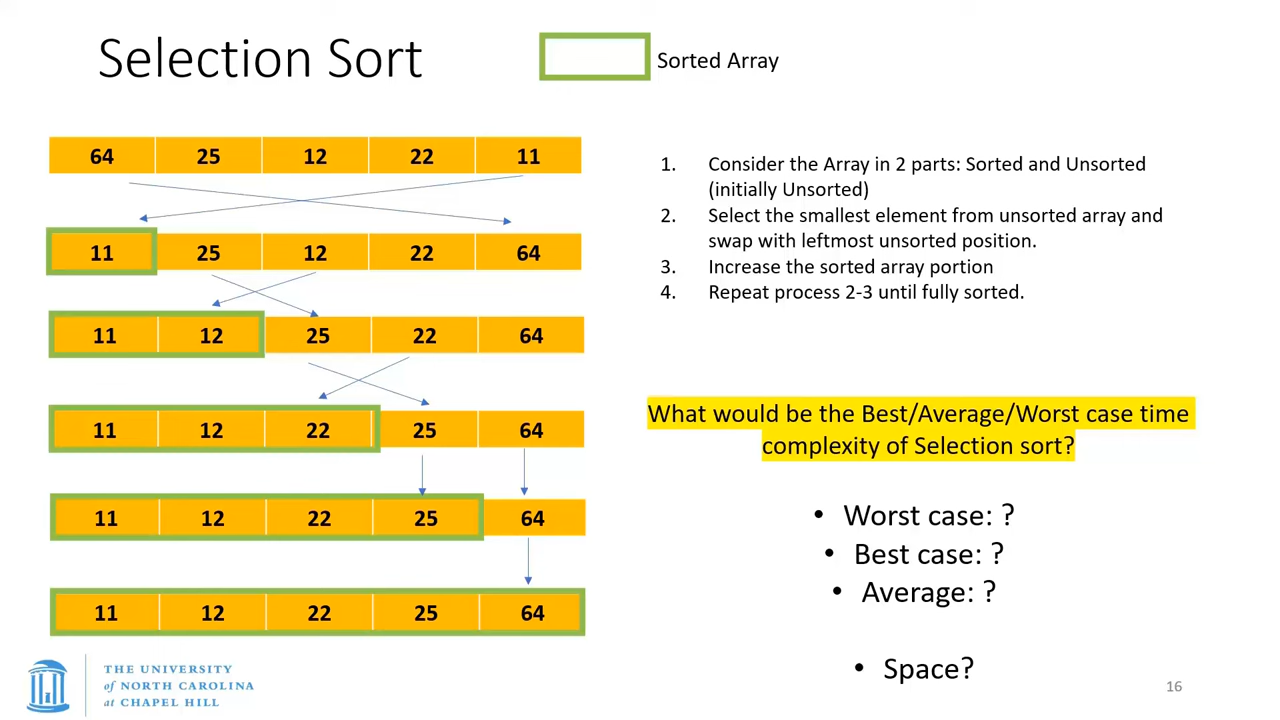 Selection Sort
Sorted Array
64 25 12 22 11
11 25 12 22 64
11 12 25 22 64
11 12 22 25 64
11 12 22 25 64
11 12 22 25 64
1. Consider the Array in 2 parts: Sorted and Unsorted
(initially Unsorted)
2. Select the smallest element from unsorted array and
swap with leftmost unsorted position.
3. Increase the sorted array portion
4. Repeat process 2-3 until fully sorted.
What would be the Best/Average/Worst case time
complexity of Selection sort?
• Worst case: ?
• Best case: ?
• Average: ?
• Space?
THE UNIVERSITY
of NORTH CAROLINA
at CHAPEL HILL
16